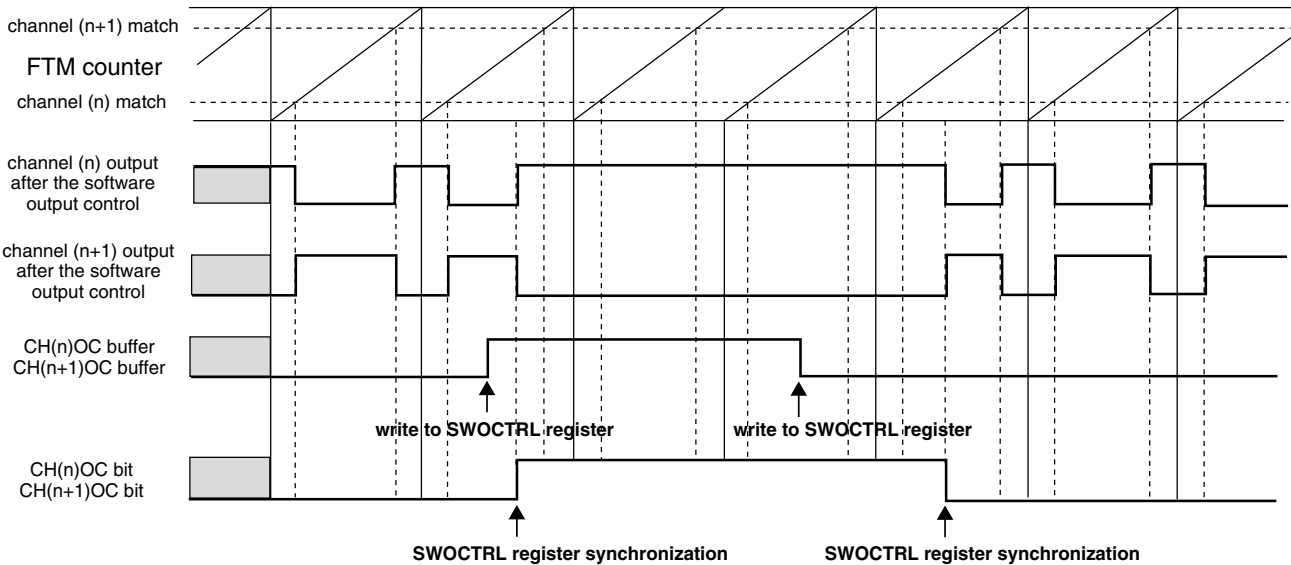 channel (n+1) match
FTM counter
channel (n) match
channel (n) output
after the software
output control
channel (n+1) output
after the software
output control
CH(n)OC buffer
CH(n+1)OC buffer
write to SWOCTRL register
write to SWOCTRL register
CH(n)OC bit
CH(n+1)OC bit
SWOCTRL register synchronization
SWOCTRL register synchronization